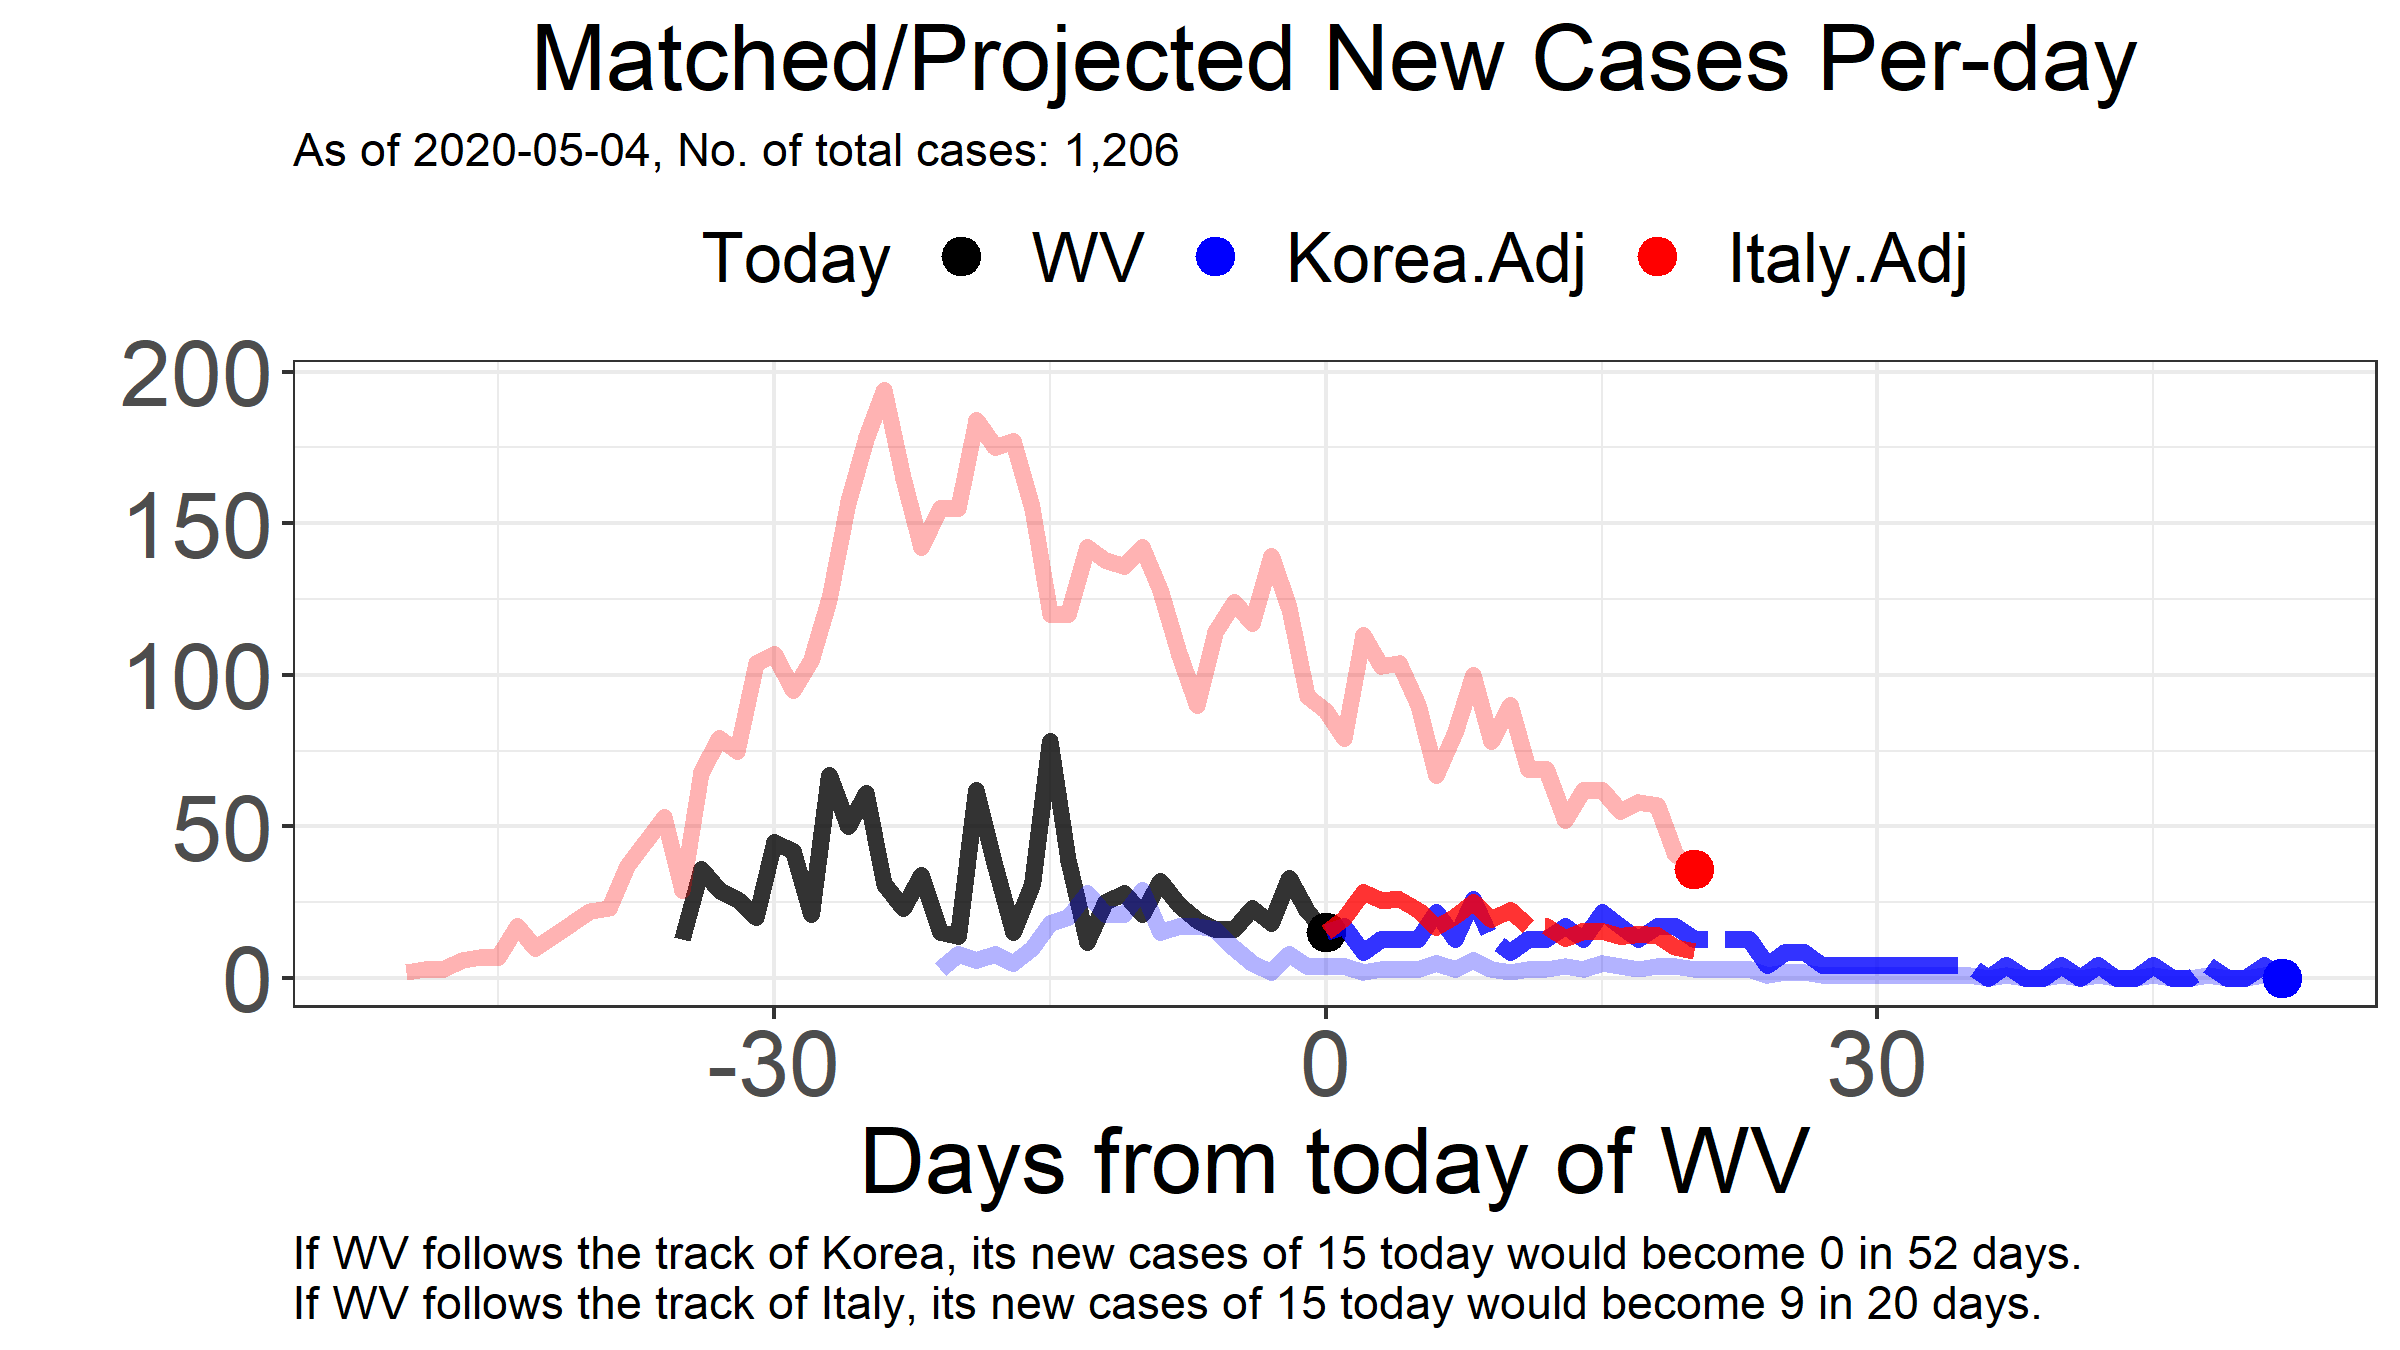 Matched/Projected New Cases Per-day
As of 2020-05-04, No. of total cases: 1,206
Today WV Korea.Adj Italy.Adj
200
150
100
50
0
-30 0 30
Days from today of WV
If WV follows the track of Korea, its new cases of 15 today would become 0 in 52 days.
If WV follows the track of Italy, its new cases of 15 today would become 9 in 20 days.